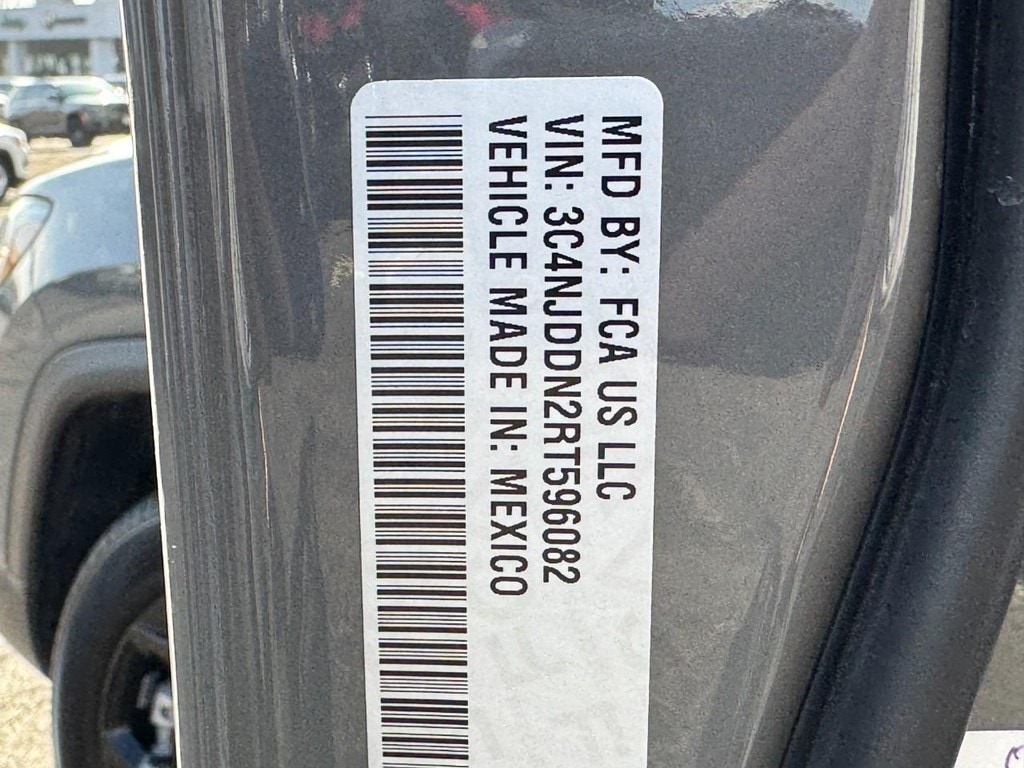 MFD BY: FCA US LLC
VIN: 3C4NJDDN2RT596082
VEHICLE MADE IN: MEXICO